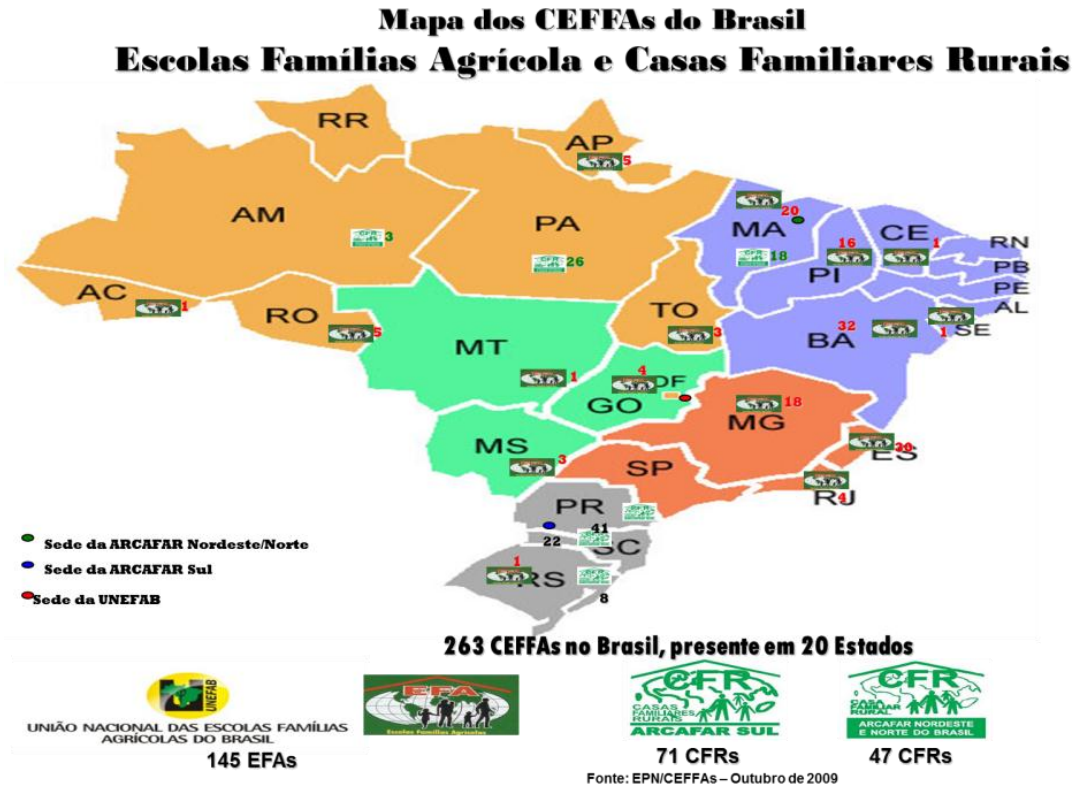 Mapa dos CEFFAs do Brasil
Escolas Famílias Agrícola e Casas Familiares Rurais
RR
AP
5
AM
3
PA
26
MA
20
18
16
PI
CE
1
RN
PB
PE
AL
SE
1
AC
1
RO
5
TO
3
BA
32
MT
1
4
DF
GO
MG
18
MS
3
SP
ES
30
RJ
4
PR
41
22
SC
1
RS
8
Sede da ARCAFAR Nordeste/Norte
Sede da ARCAFAR Sul
Sede da UNEFAB
263 CEFFAs no Brasil, presente em 20 Estados
UNEFAB
UNIÃO NACIONAL DAS ESCOLAS FAMÍLIAS
AGRÍCOLAS DO BRASIL
145 EFAs
EFA
Escolas Famílias Agrícolas
CFR
CASAS
FAMILIARES
RURAIS
ARCAFAR SUL
71 CFRs
CFR
CASA
FAMILIAR
RURAL
ARCAFAR NORDESTE
E NORTE DO BRASIL
47 CFRs
Fonte: EPN/CEFFAs – Outubro de 2009